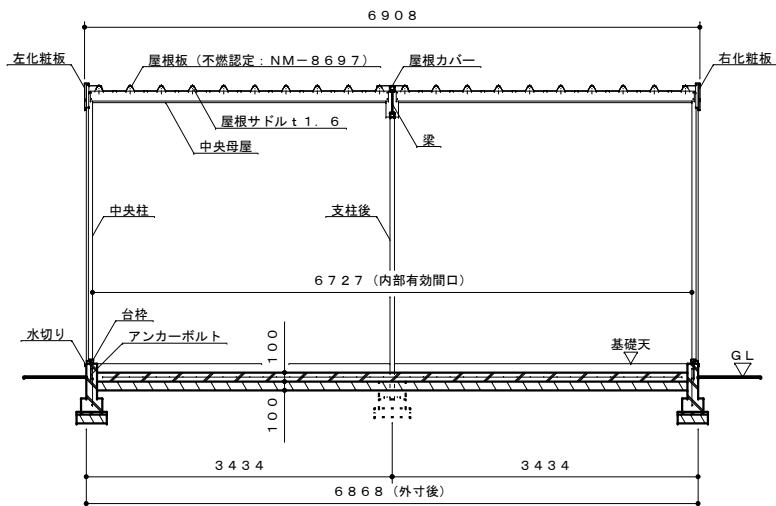 6908
左化粧板
屋根板（不燃認定：NM－8697）
屋根カバー
右化粧板
屋根サドルt1．6
中央母屋
梁
中央柱
支柱後
6727（内部有効間口）
台枠
水切り
アンカーボルト
100
基礎天
GL
100
3434
3434
6868（外寸後）